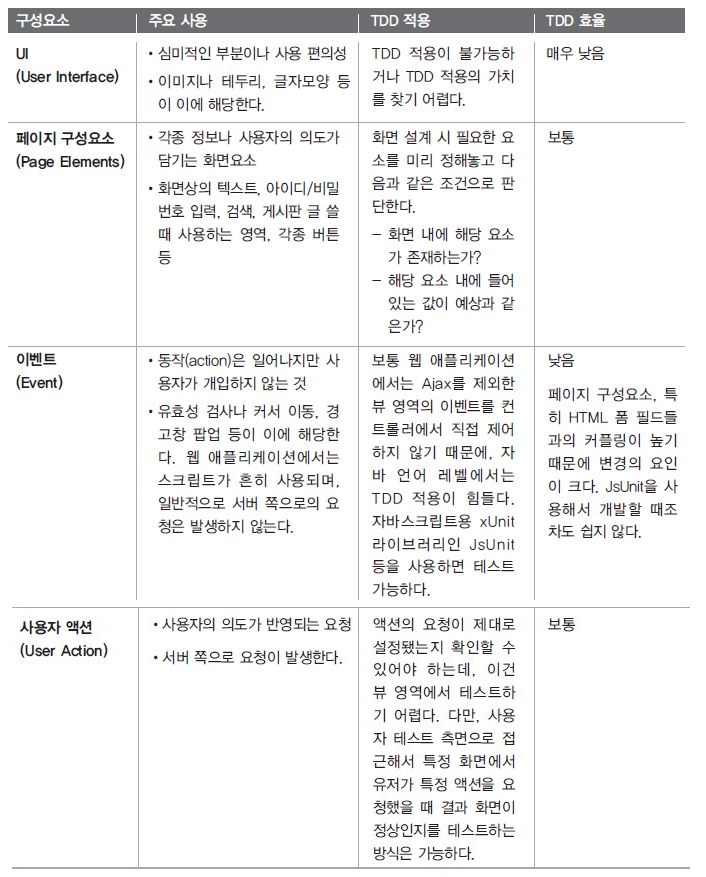 구성요소
주요 사용
TDD 적용
TDD 효율
UI
(User Interface)
• 심미적인 부분이나 사용 편의성
• 이미지나 테두리, 글자모양 등
이 이에 해당한다.
TDD 적용이 불가능하
거나 TDD 적용의 가치
를 찾기 어렵다.
매우 낮음
페이지 구성요소
(Page Elements)
• 각종 정보나 사용자의 의도가
담기는 화면요소
• 화면상의 텍스트, 아이디/비밀
번호 입력, 검색, 게시판 글 쓸
때 사용하는 영역, 각종 버튼
등
화면 설계 시 필요한 요
소를 미리 정해놓고 다
음과 같은 조건으로 판
단한다.
– 화면 내에 해당 요소
가 존재하는가?
– 해당 요소 내에 들어
있는 값이 예상과 같
은가?
보통
이벤트
(Event)
• 동작(action)은 일어나지만 사
용자가 개입하지 않는 것
• 유효성 검사나 커서 이동, 경
고창 팝업 등이 이에 해당한
다. 웹 애플리케이션에서는
스크립트가 흔히 사용되며,
일반적으로 서버 쪽으로의 요
청은 발생하지 않는다.
보통 웹 애플리케이션
에서는 Ajax를 제외한
뷰 영역의 이벤트를 컨
트롤러에서 직접 제어
하지 않기 때문에, 자
바 언어 레벨에서는
TDD 적용이 힘들다.
자바스크립트용 xUnit
라이브러리인 JsUnit
등을 사용하면 테스트
가능하다.
낮음
페이지 구성요소, 특
히 HTML 폼 필드들
과의 커플링이 높기
때문에 변경의 요인
이 크다. JsUnit을 사
용해서 개발할 때조
차도 쉽지 않다.
사용자 액션
(User Action)
• 사용자의 의도가 반영되는 요청
• 서버 쪽으로 요청이 발생한다.
액션의 요청이 제대로
설정됐는지 확인할 수
있어야 하는데, 이건
뷰 영역에서 테스트하
기 어렵다. 다만, 사용
자 테스트 측면으로 접
근해서 특정 화면에서
유저가 특정 액션을 요
청했을 때 결과 화면이
정상인지를 테스트하는
방식은 가능하다.
보통